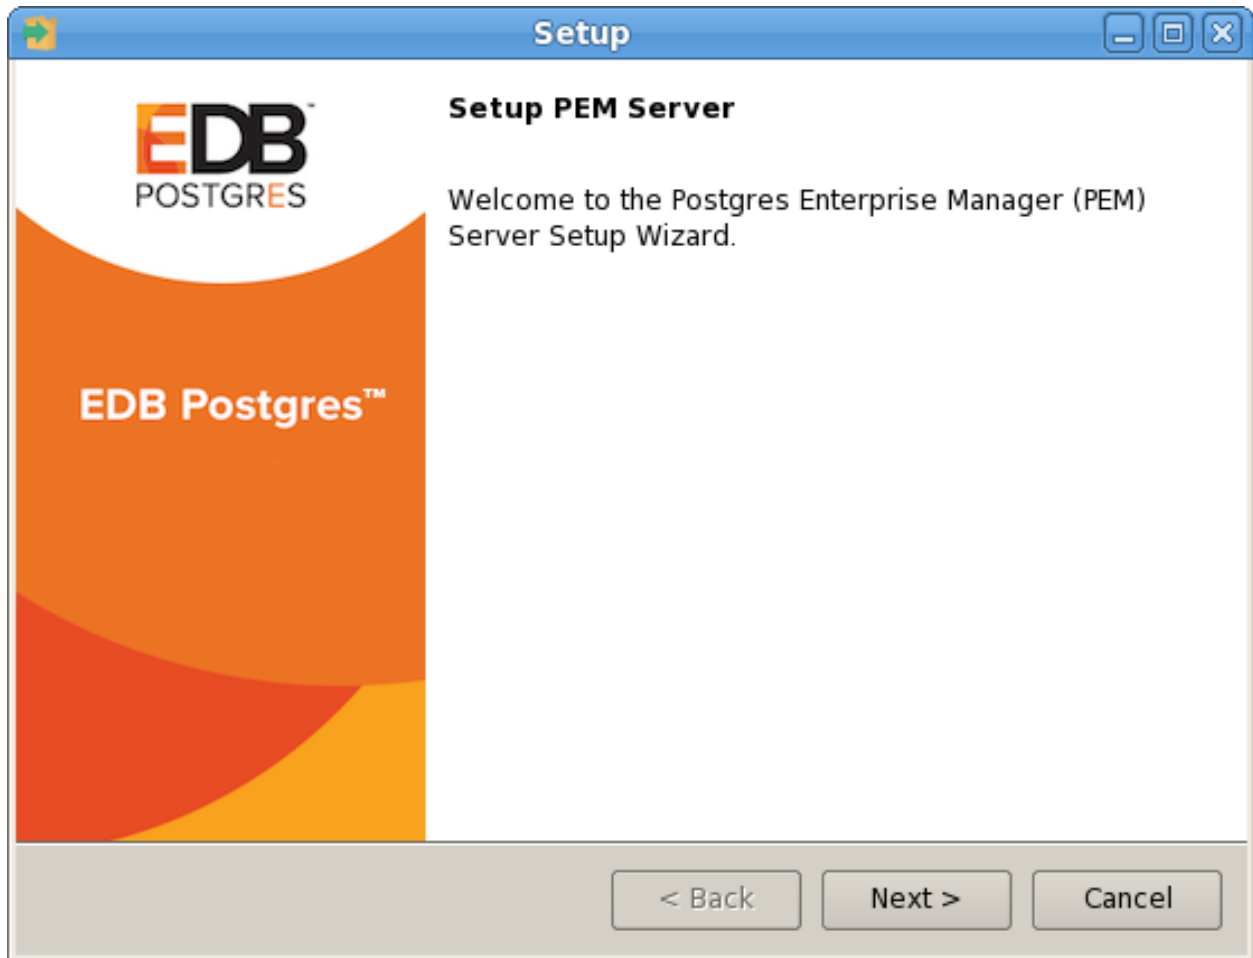 Setup
EDB™
POSTGRES
EDB Postgres™
Setup PEM Server
Welcome to the Postgres Enterprise Manager (PEM)
Server Setup Wizard.
< Back
Next >
Cancel